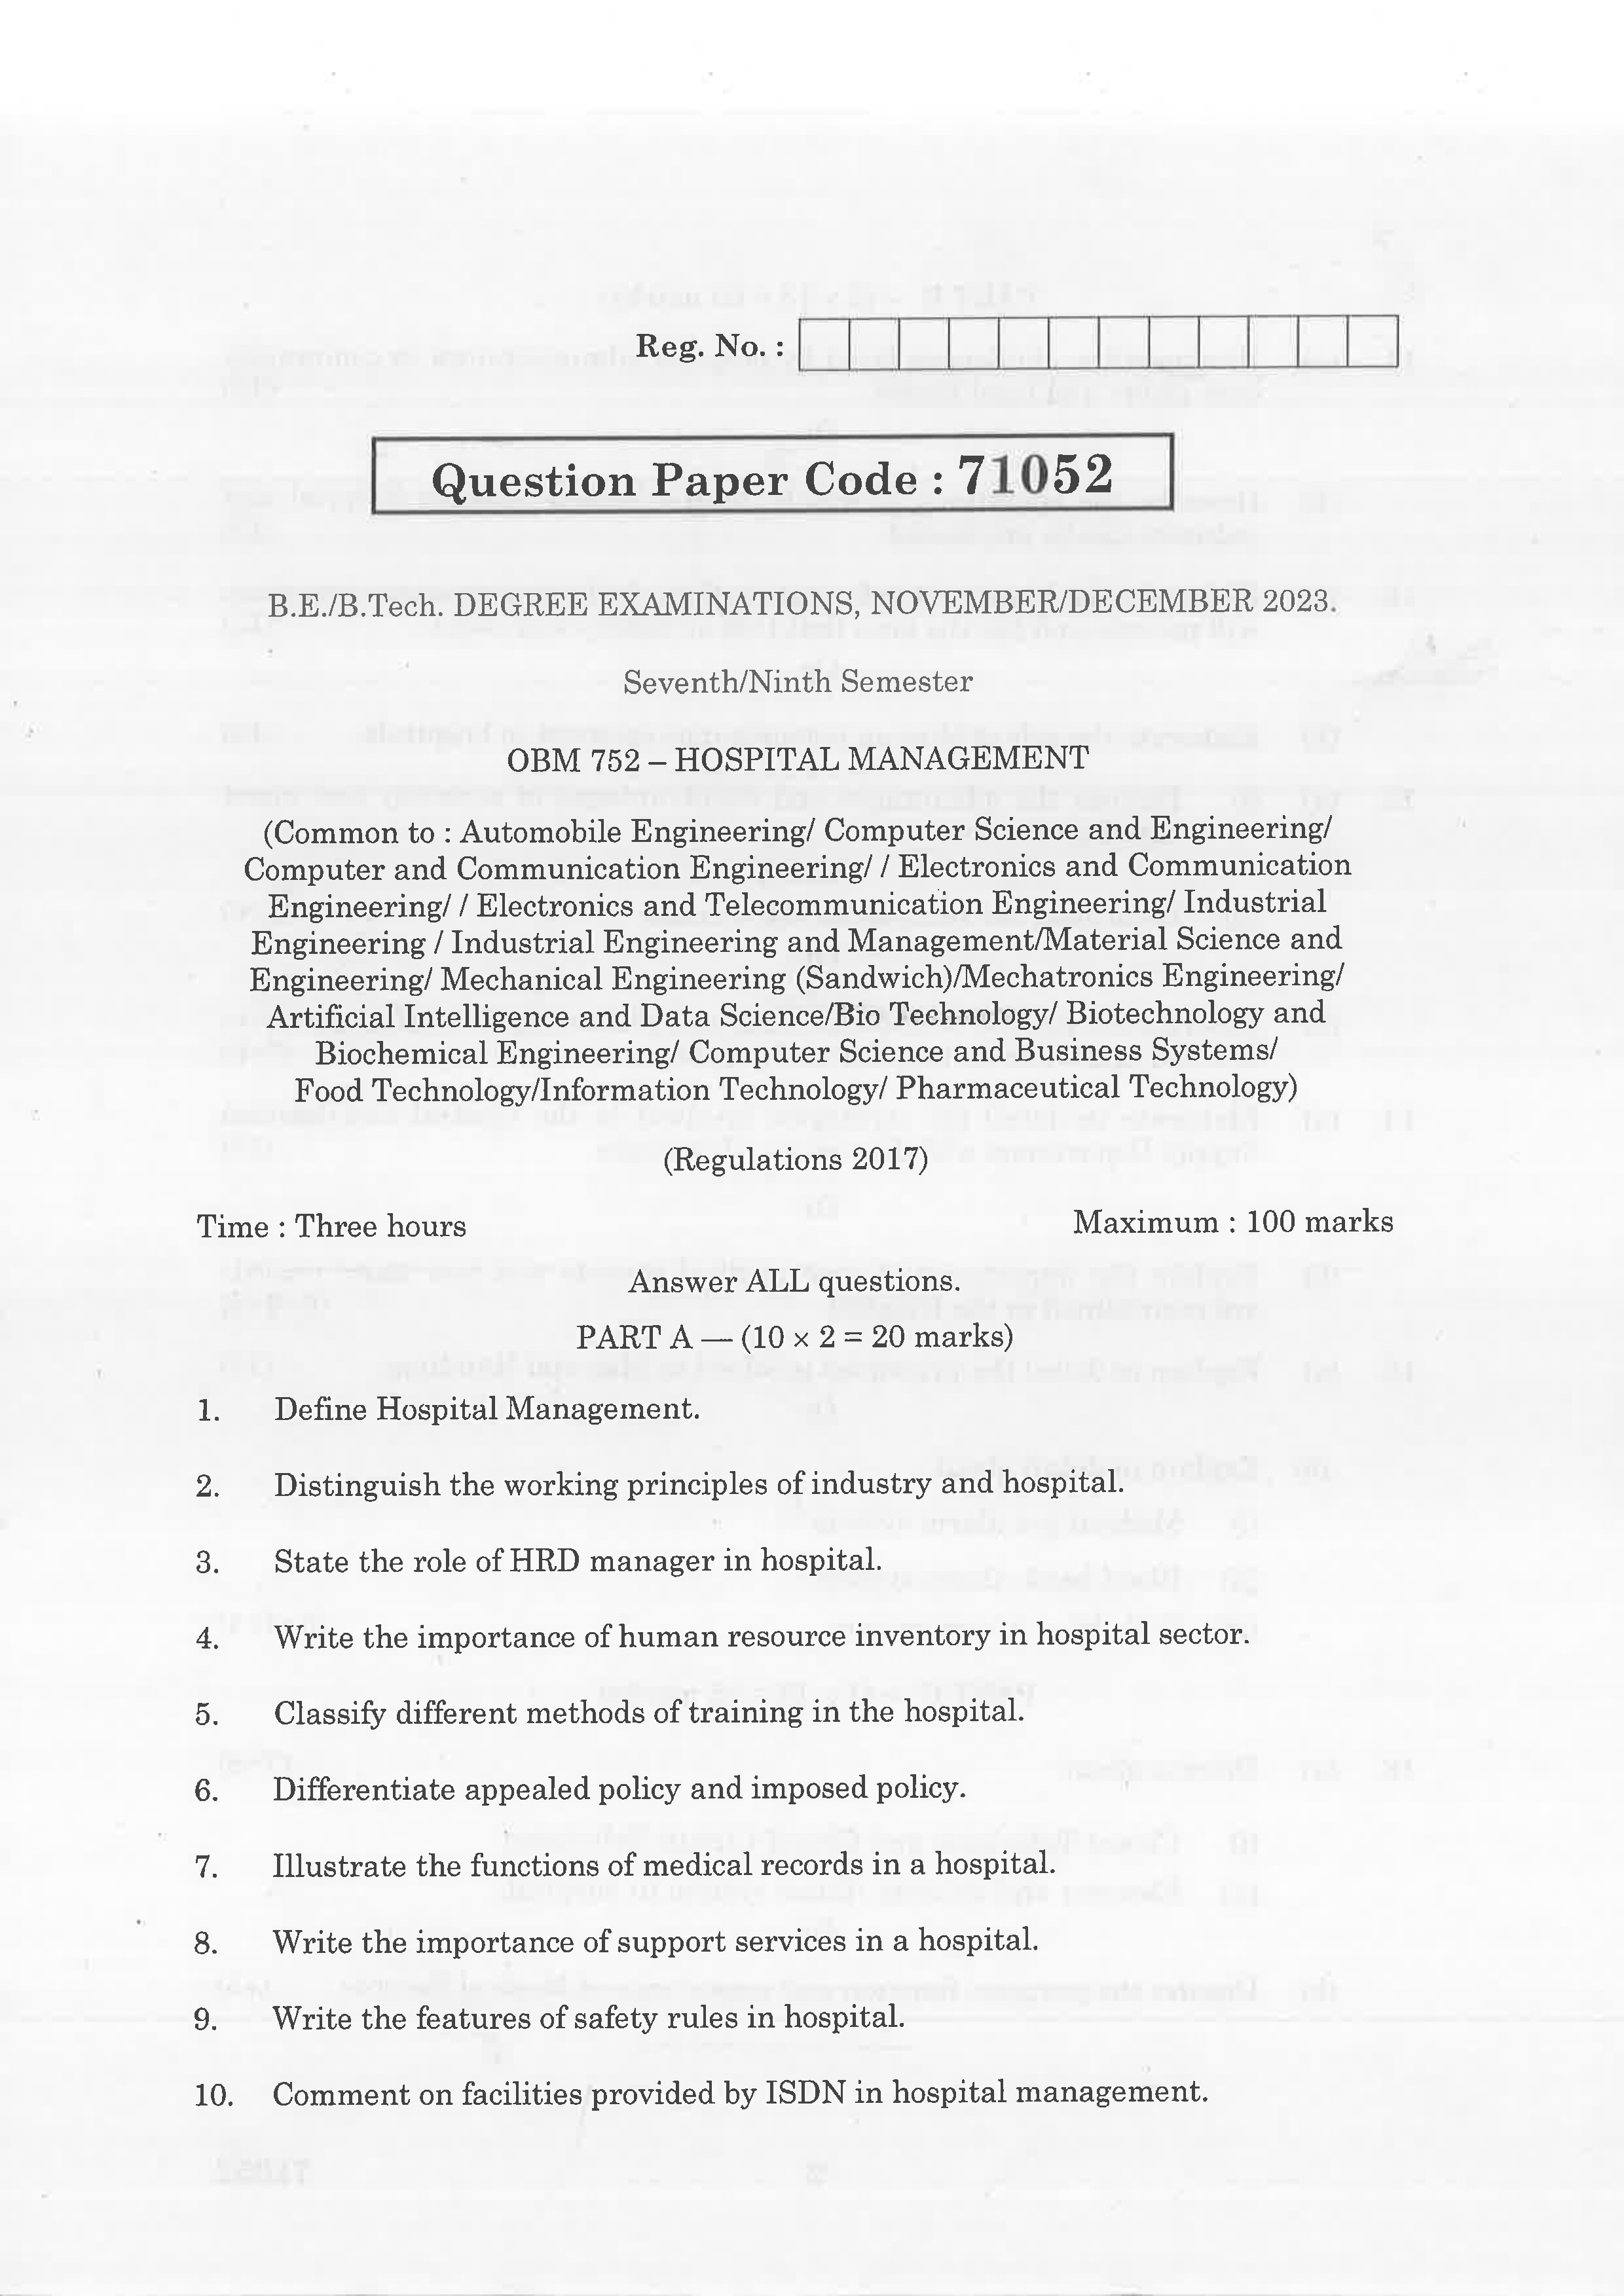 Reg. No. :
Question Paper Code : 71052
B.E./B.Tech. DEGREE EXAMINATIONS, NOVEMBER/DECEMBER 2023.
Seventh/Ninth Semester
OBM 752 – HOSPITAL MANAGEMENT
(Common to : Automobile Engineering/ Computer Science and Engineering/
Computer and Communication Engineering/ / Electronics and Communication
Engineering/ / Electronics and Telecommunication Engineering/ Industrial
Engineering / Industrial Engineering and Management/Material Science and
Engineering/ Mechanical Engineering (Sandwich)/Mechatronics Engineering/
Artificial Intelligence and Data Science/Bio Technology/ Biotechnology and
Biochemical Engineering/ Computer Science and Business Systems/
Food Technology/Information Technology/ Pharmaceutical Technology)
(Regulations 2017)
Time : Three hours Maximum : 100 marks
Answer ALL questions.
PART A — (10 × 2 = 20 marks)
1. Define Hospital Management.
2. Distinguish the working principles of industry and hospital.
3. State the role of HRD manager in hospital.
4. Write the importance of human resource inventory in hospital sector.
5. Classify different methods of training in the hospital.
6. Differentiate appealed policy and imposed policy.
7. Illustrate the functions of medical records in a hospital.
8. Write the importance of support services in a hospital.
9. Write the features of safety rules in hospital.
10. Comment on facilities provided by ISDN in hospital management.